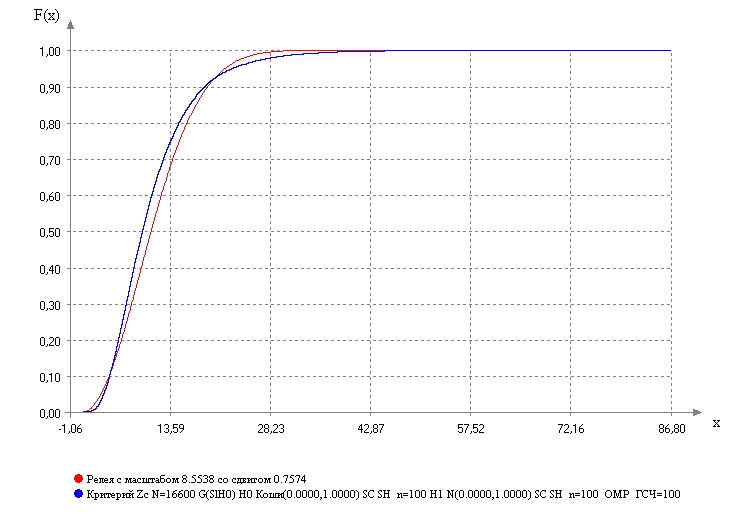 F(x)
1,00
0,90
0,80
0,70
0,60
0,50
0,40
0,30
0,20
0,10
0,00
-1,06 13,59 28,23 42,87 57,52 72,16 86,80
x
Релея с масштабом 8.5538 со сдвигом 0.7574
Критерий Zc N=16600 G(S|H0) H0 Коши(0.0000,1.0000) SC SH n=100 H1 N(0.0000,1.0000) SC SH n=100 ОМР ГСЧ=100